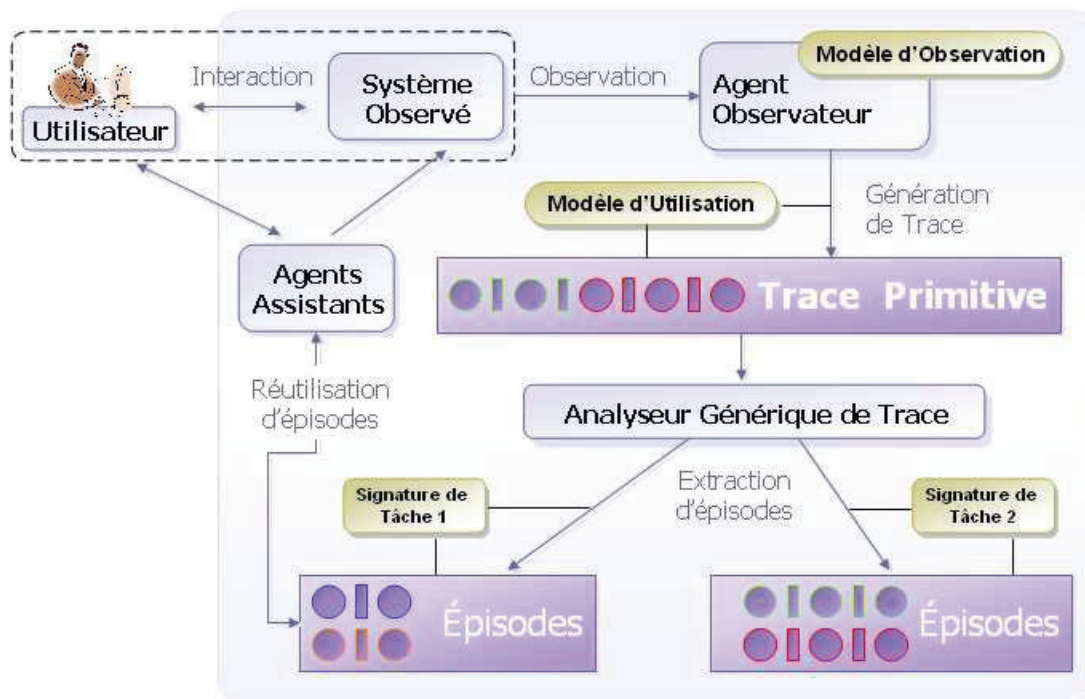 Modèle d'Observation
Interaction
Système
Observé
Observation
Agent
Observateur
Utilisateur
Modèle d'Utilisation
Génération
de Trace
Agents
Assistants
Trace Primitive
Réutilisation
d'épisodes
Analyseur Générique de Trace
Signature de
Tâche 1
Extraction
d'épisodes
Signature de
Tâche 2
Épisodes
Épisodes